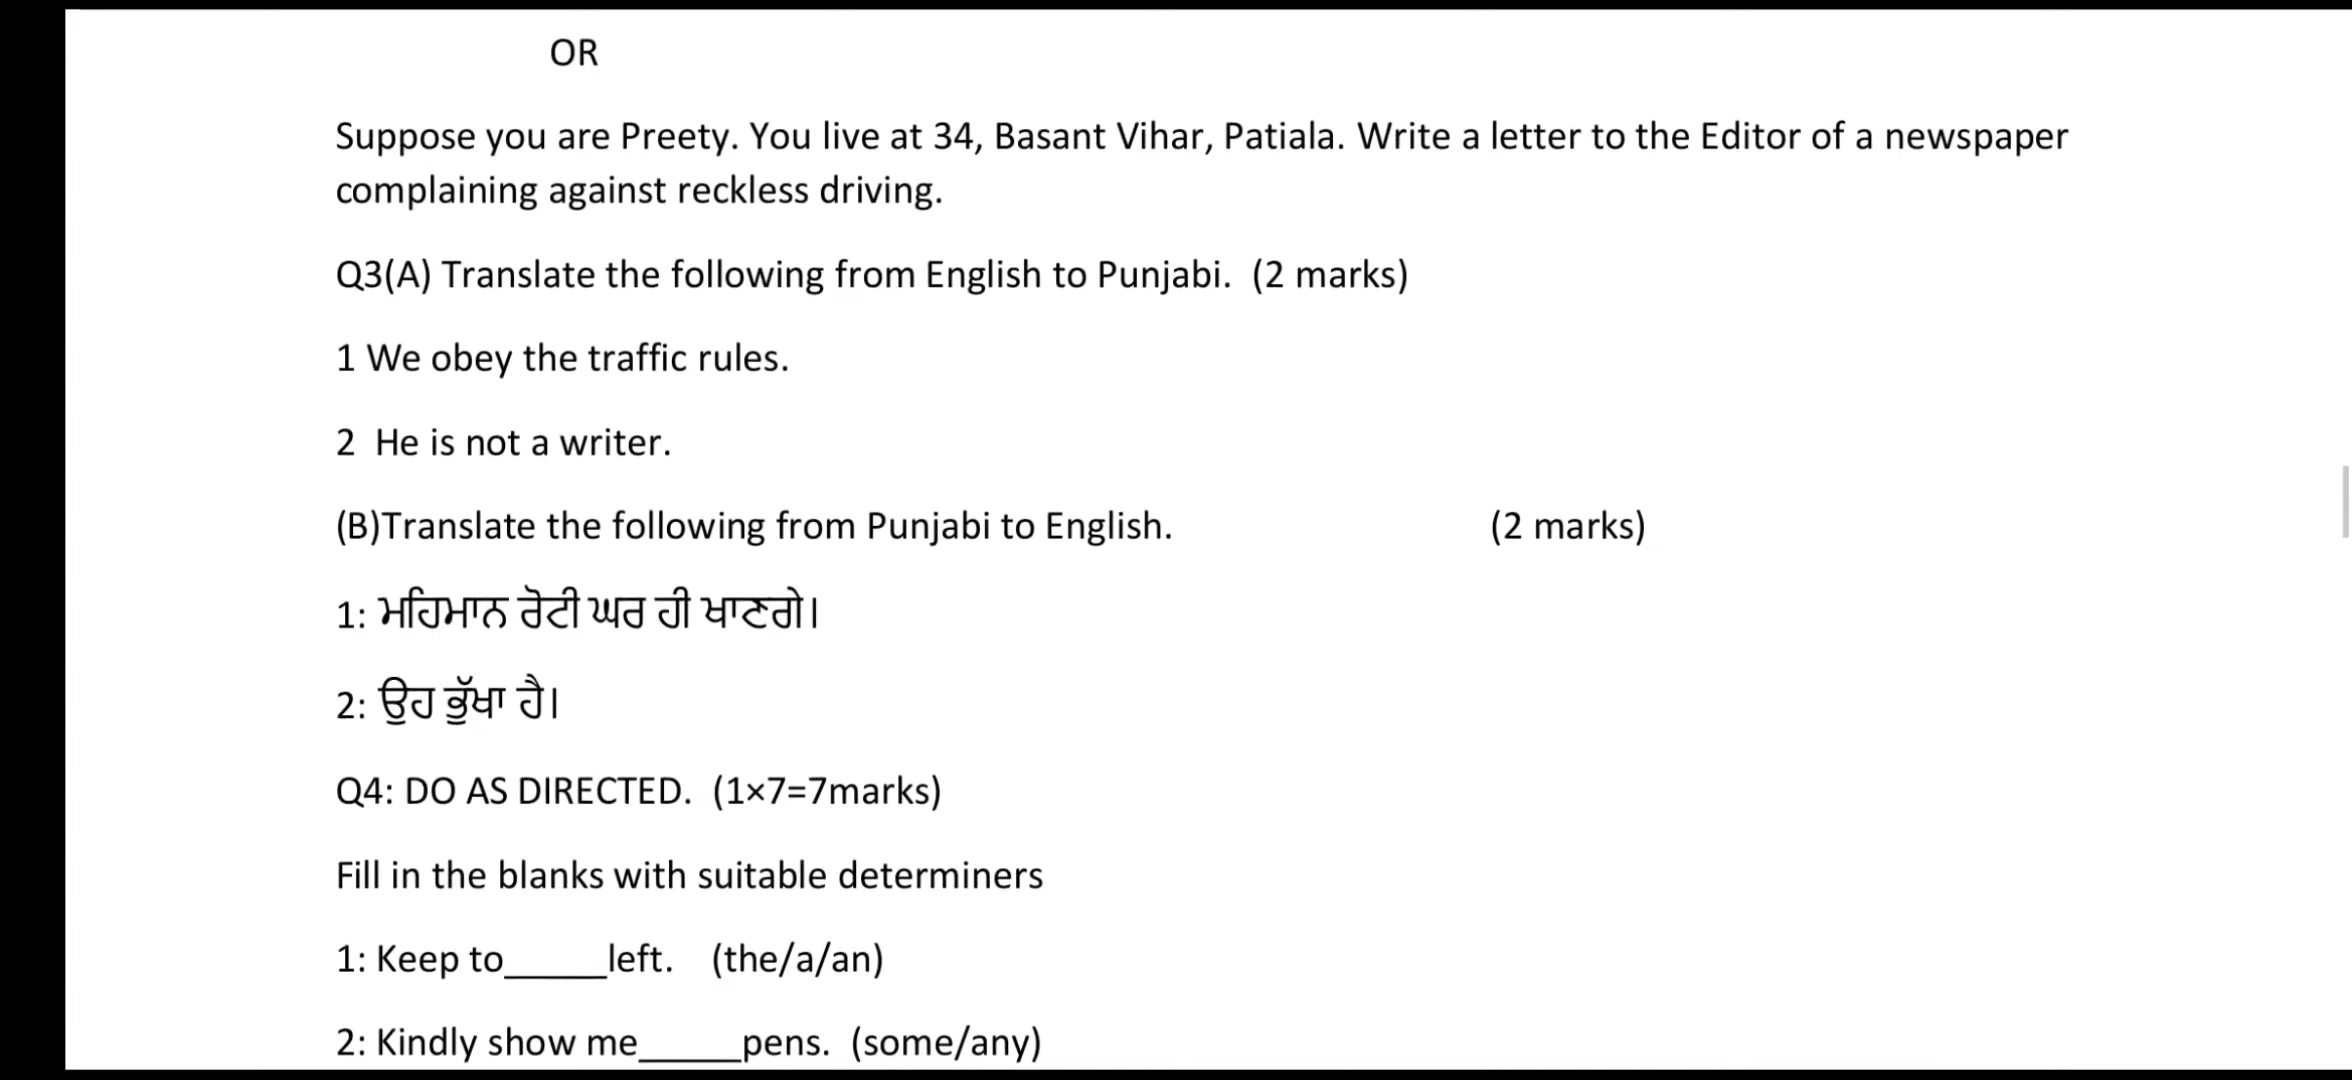 OR
Suppose you are Preety. You live at 34, Basant Vihar, Patiala. Write a letter to the Editor of a newspaper
complaining against reckless driving.
Q3(A) Translate the following from English to Punjabi. (2 marks)
1 We obey the traffic rules.
2 He is not a writer.
(B)Translate the following from Punjabi to English. (2 marks)
1: ਮਹਿਮਾਨ ਰੋਟੀ ਘਰ ਹੀ ਖਾਣਗੇ।
2: ਉਹ ਭੁੱਖਾ ਹੈ।
Q4: DO AS DIRECTED. (1×7=7marks)
Fill in the blanks with suitable determiners
1: Keep to_____left. (the/a/an)
2: Kindly show me_____pens. (some/any)